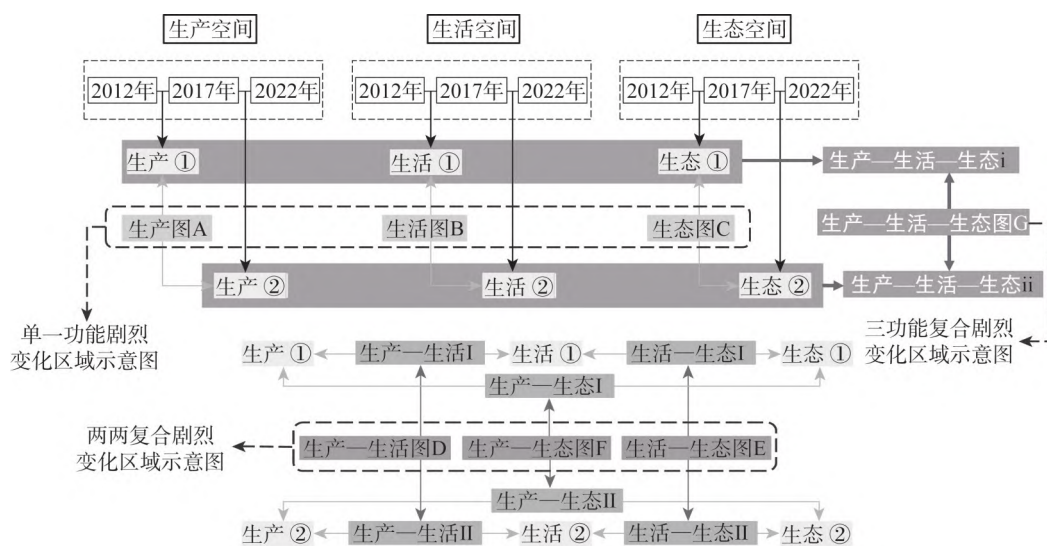 生产空间
生活空间
生态空间
2012年 2017年 2022年
2012年 2017年 2022年
2012年 2017年 2022年
生产 ①
生活 ①
生态 ①
生产—生活—生态i
生产图A
生活图B
生态图C
生产—生活—生态图G
生产 ②
生活 ②
生态 ②
生产—生活—生态ii
单一功能剧烈
变化区域示意图
三功能复合剧烈
变化区域示意图
生产 ①
生产—生活I
生活 ①
生活—生态I
生态 ①
生产—生态I
两两复合剧烈
变化区域示意图
生产—生活图D
生产—生态图F
生活—生态图E
生产—生态II
生产 ②
生产—生活II
生活 ②
生活—生态II
生态 ②